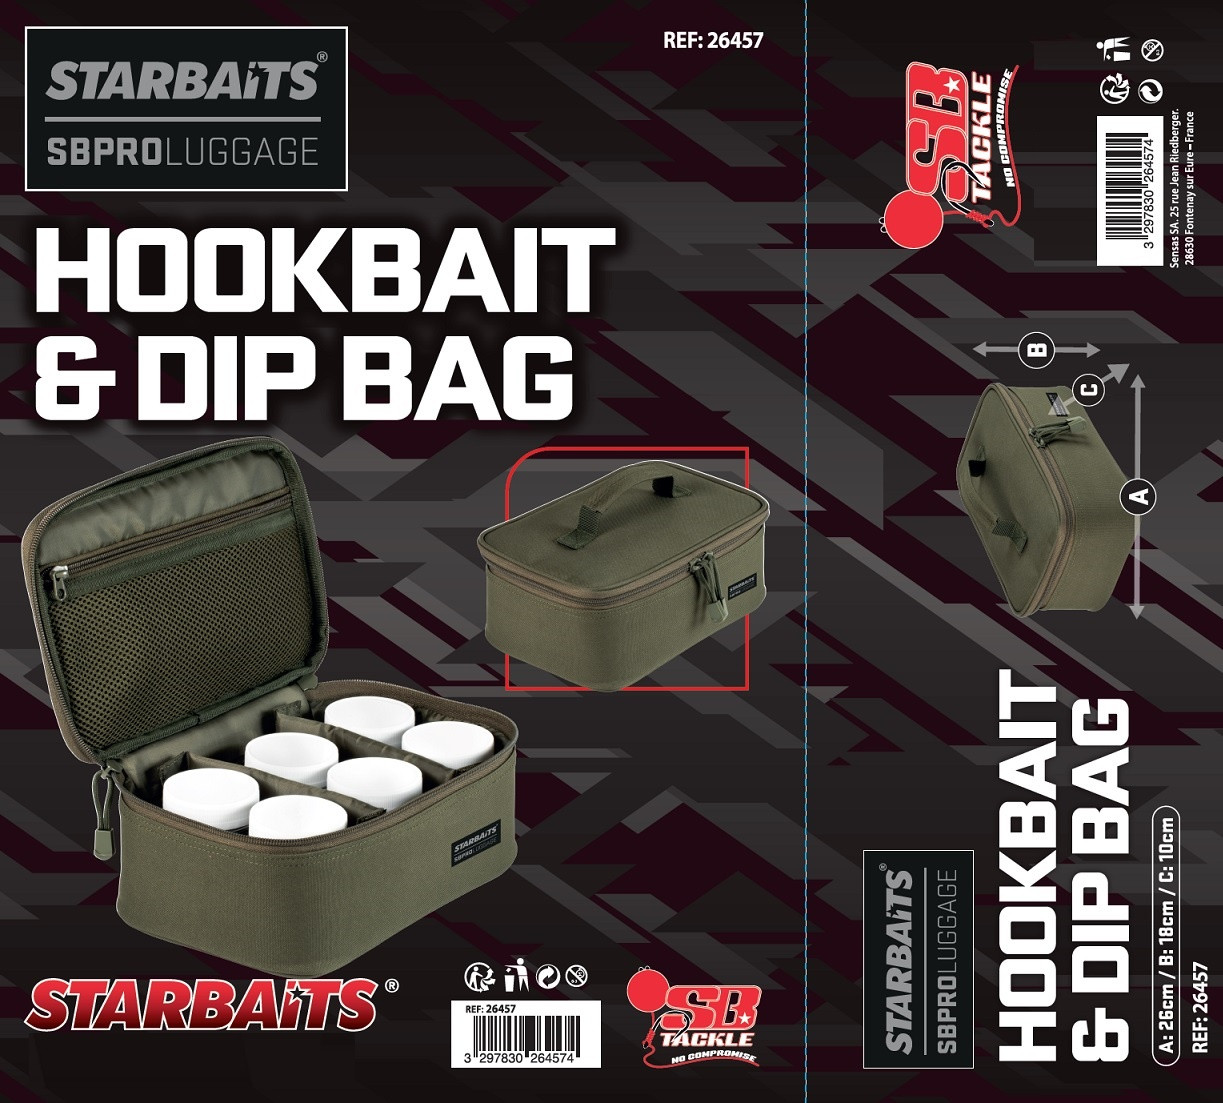 STARBAiTS®
SBPROLUGGAGE
REF: 26457
HOOKBAIT
& DIP BAG
STARBAITS
STARBAiTS
SBPROLUGGAGE
STARBAiTS®
REF: 26457
3 297830 264574
SB
TACKLE
NO COMPROMISE
SB
TACKLE
NO COMPROMISE
3 297830 264574
Sensas SA. 25 rue Jean Riedberger.
28630 Fontenay sur Eure – France
B
C
A
STARBAiTS®
SBPROLUGGAGE
HOOKBAIT
& DIP BAG
A: 26cm / B: 18cm / C: 10cm
REF: 26457